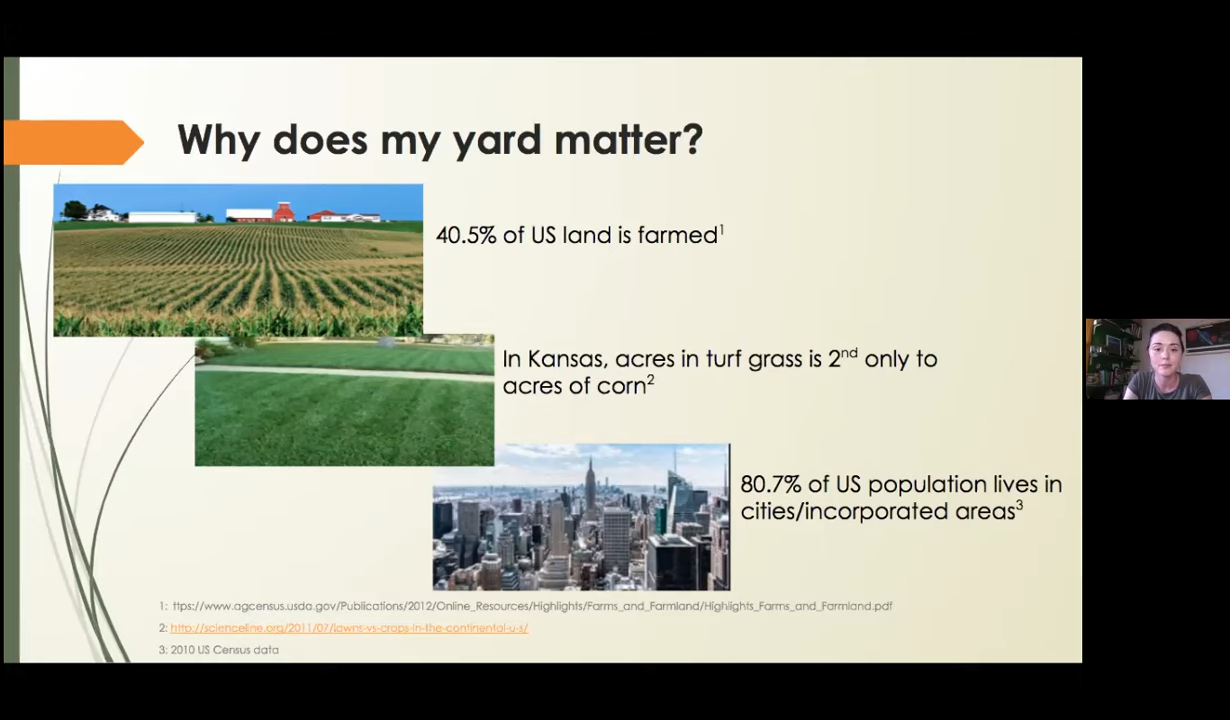 Why does my yard matter?
40.5% of US land is farmed1
In Kansas, acres in turf grass is 2nd only to
acres of corn2
80.7% of US population lives in
cities/incorporated areas3
1: ttps://www.agcensus.usda.gov/Publications/2012/Online_Resources/Highlights/Farms_and_Farmland/Highlights_Farms_and_Farmland.pdf
2: http://scienceline.org/2011/07/lawns-vs-crops-in-the-continental-u-s/
3: 2010 US Census data